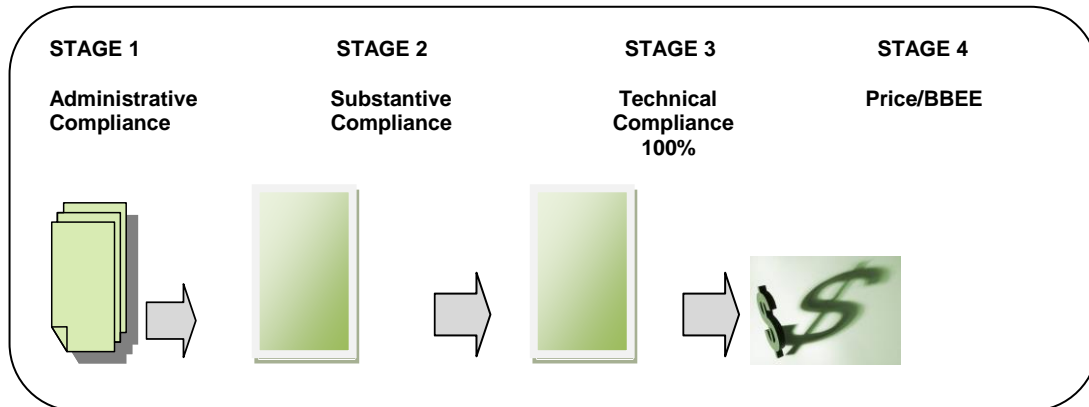 STAGE 1
Administrative
Compliance
STAGE 2
Substantive
Compliance
STAGE 3
Technical
Compliance
100%
STAGE 4
Price/BBEE